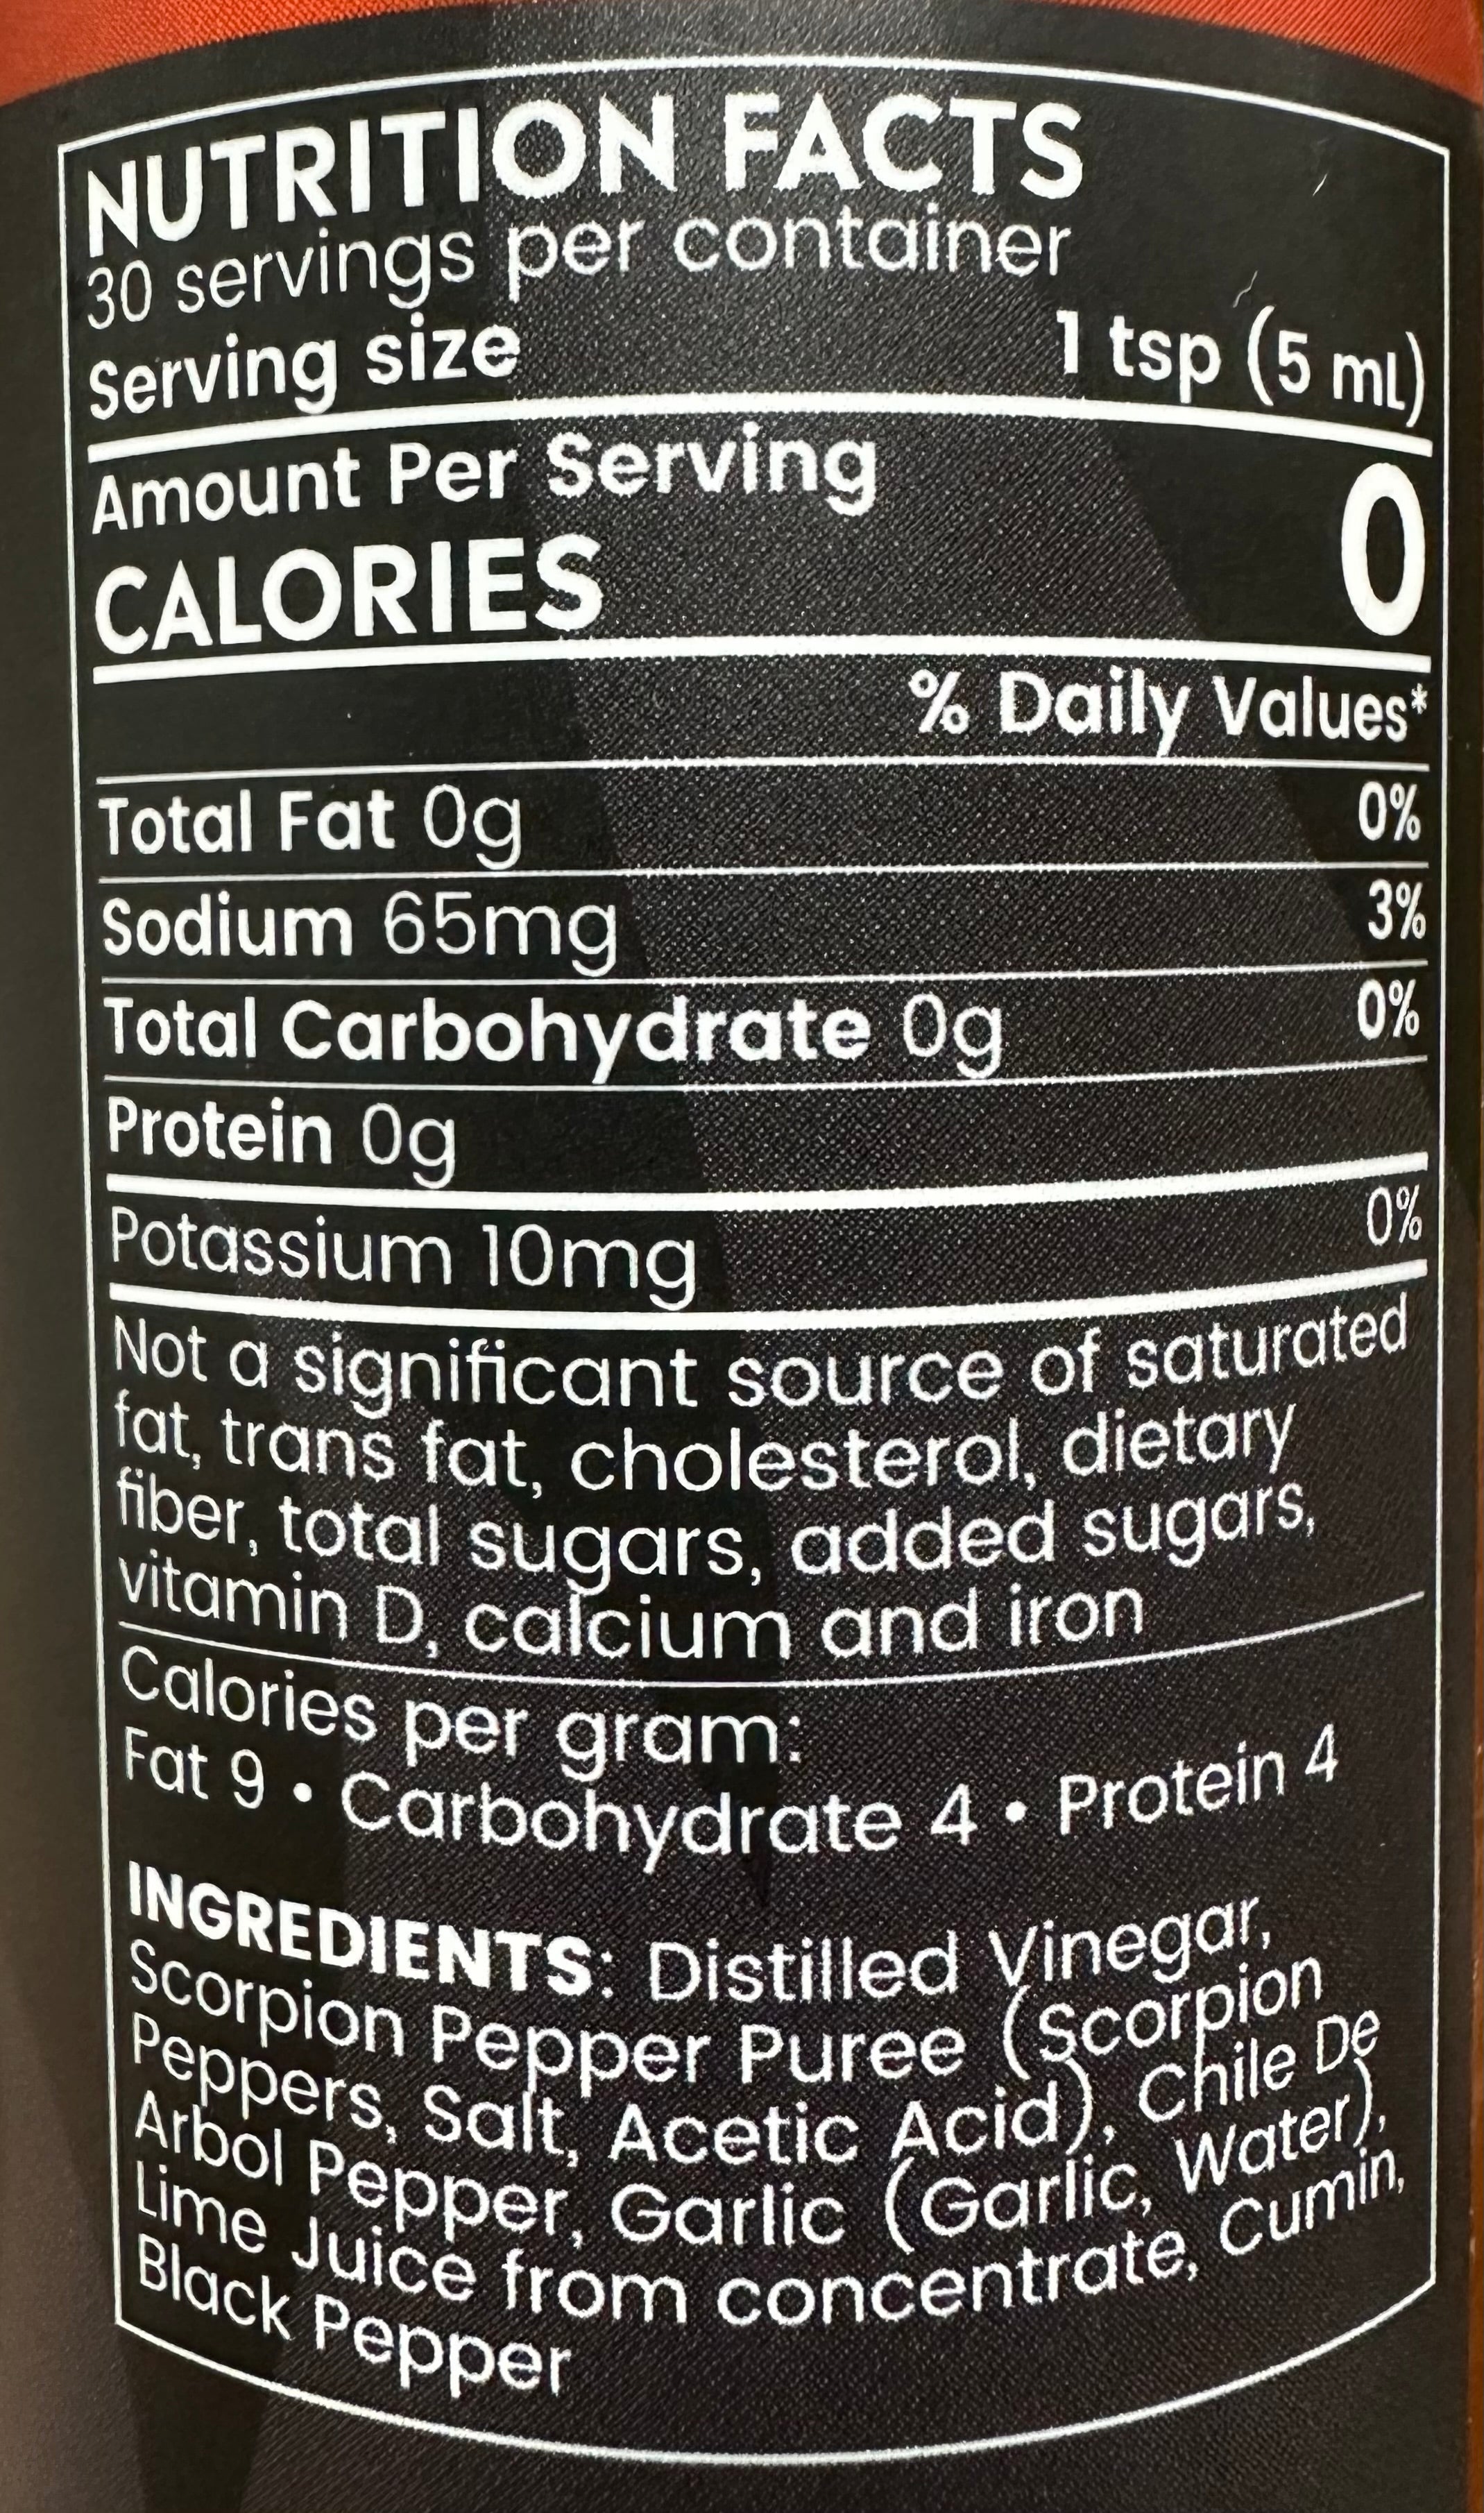 NUTRITION FACTS
30 servings per container
Serving size 1 tsp (5 mL)
Amount Per Serving
CALORIES 0
% Daily Values*
Total Fat 0g 0%
Sodium 65mg 3%
Total Carbohydrate 0g 0%
Protein 0g
Potassium 10mg 0%
Not a significant source of saturated
fat, trans fat, cholesterol, dietary
fiber, total sugars, added sugars,
vitamin D, calcium and iron
Calories per gram:
Fat 9 • Carbohydrate 4 • Protein 4
INGREDIENTS: Distilled Vinegar,
Scorpion Pepper Puree (Scorpion
Peppers, Salt, Acetic Acid), Chile De
Arbol Pepper, Garlic (Garlic, Water),
Lime Juice from concentrate, Cumin,
Black Pepper